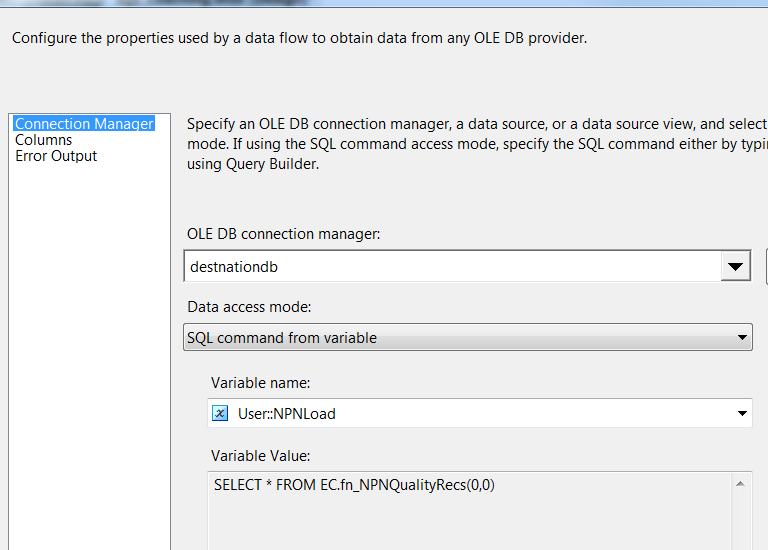 Configure the properties used by a data flow to obtain data from any OLE DB provider.
Connection Manager
Columns
Error Output
Specify an OLE DB connection manager, a data source, or a data source view, and select
mode. If using the SQL command access mode, specify the SQL command either by typin
using Query Builder.
OLE DB connection manager:
destnationdb
Data access mode:
SQL command from variable
Variable name:
User::NPNLoad
Variable Value:
SELECT * FROM EC.fn_NPNQualityRecs(0,0)